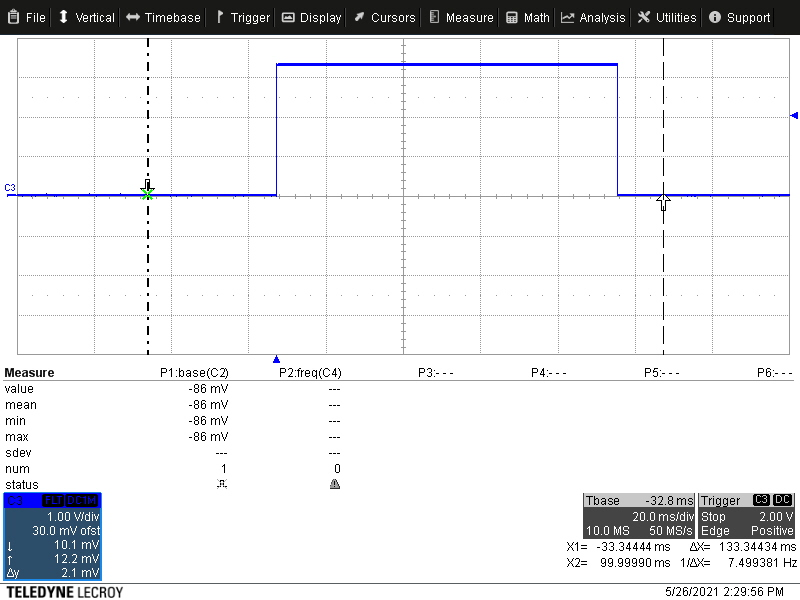 File Vertical Timebase Trigger Display Cursors Measure Math Analysis Utilities Support
C3
Measure P1:base(C2) P2:freq(C4) P3:- - - P4:- - - P5:- - - P6:- - -
value -86 mV ---
mean -86 mV ---
min -86 mV ---
max -86 mV ---
sdev --- ---
num 1 0
status
C3 FLT DC1M
1.00 V/div
30.0 mV ofst
↓ 10.1 mV
↑ 12.2 mV
Δy 2.1 mV
Tbase -32.8 ms
20.0 ms/div
10.0 MS 50 MS/s
Trigger C3 DC
Stop 2.00 V
Edge Positive
X1= -33.34444 ms ΔX= 133.34434 ms
X2= 99.99990 ms 1/ΔX= 7.499381 Hz
TELEDYNE LECROY 5/26/2021 2:29:56 PM